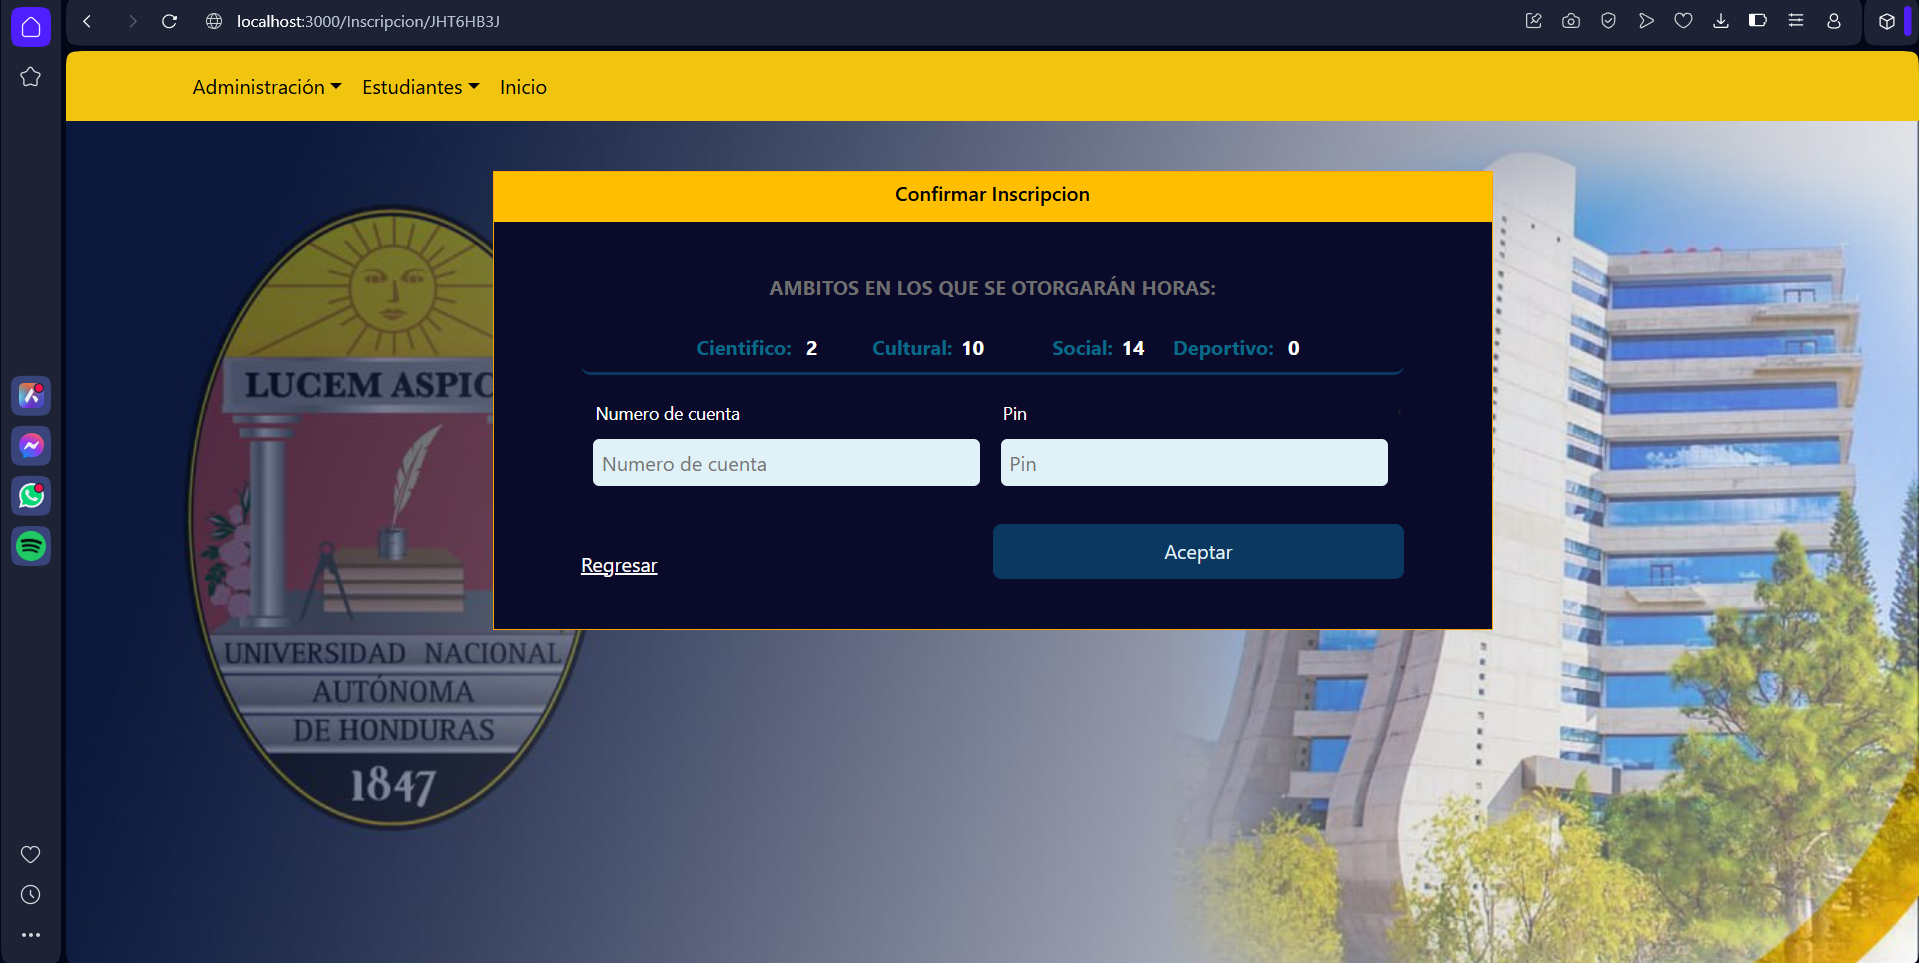 localhost:3000/Inscripcion/JHT6HB3J
Administración Estudiantes Inicio
Confirmar Inscripcion
AMBITOS EN LOS QUE SE OTORGARÁN HORAS:
Cientifico: 2 Cultural: 10 Social: 14 Deportivo: 0
Numero de cuenta Pin
Numero de cuenta Pin
Regresar Aceptar
LUCEM ASPIC
UNIVERSIDAD NACIONAL
AUTÓNOMA
DE HONDURAS
1847